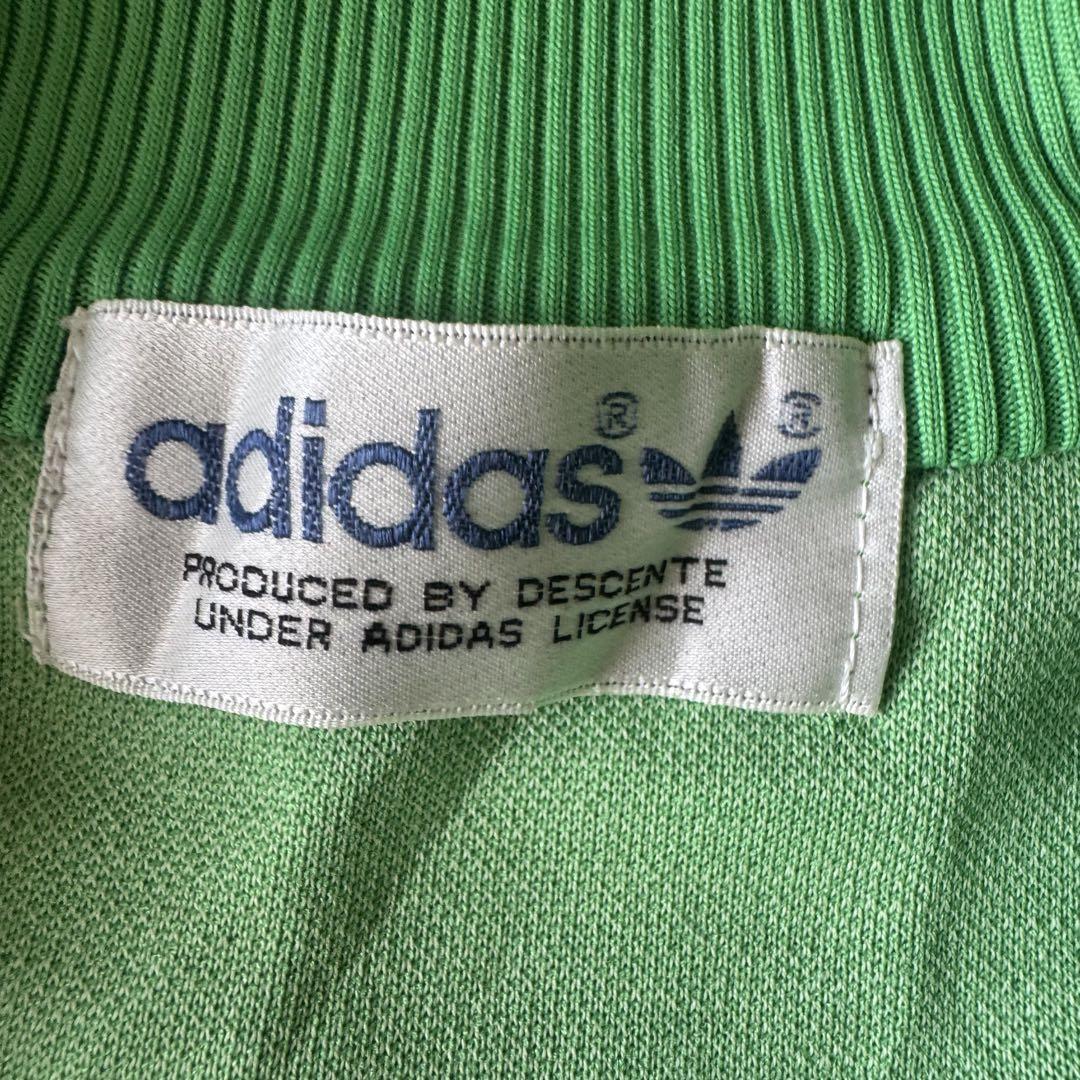 adidas®
PRODUCED BY DESCENTE
UNDER ADIDAS LICENSE